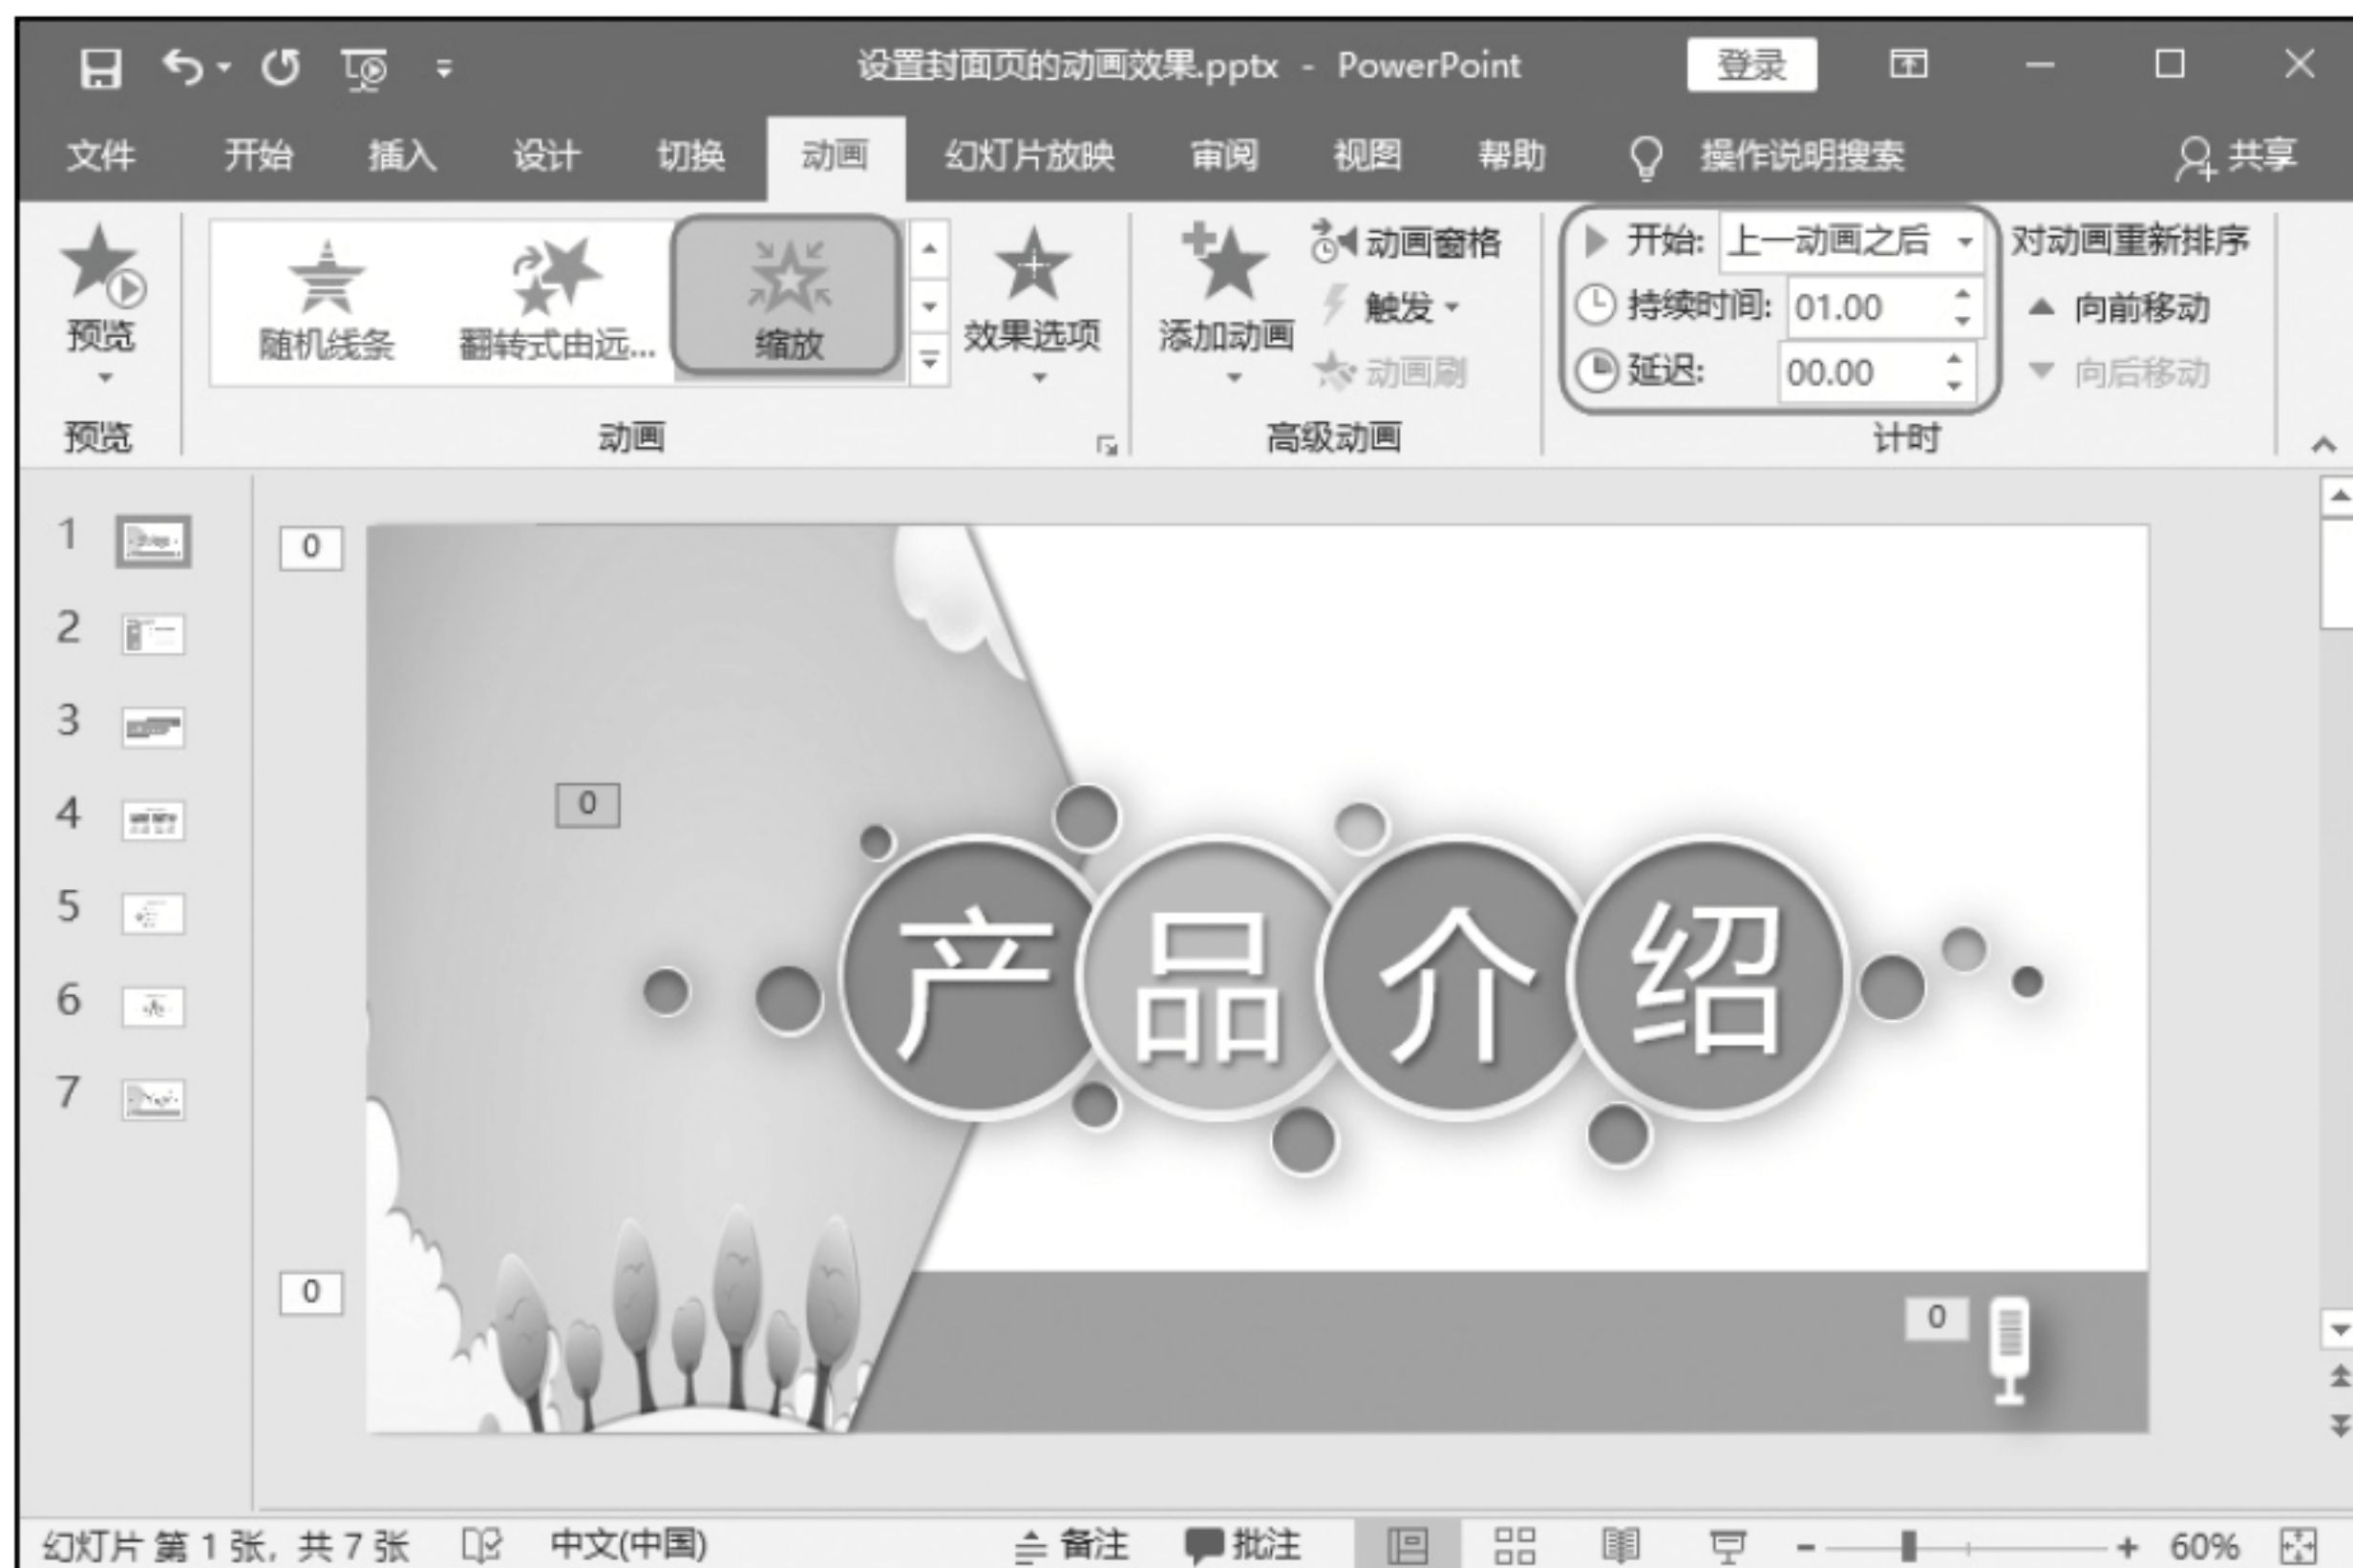 设置封面页的动画效果.pptx - PowerPoint 登录
文件 开始 插入 设计 切换 动画 幻灯片放映 审阅 视图 帮助 操作说明搜索 共享
预览
预览
随机线条 翻转式由远... 缩放
效果选项
动画
添加动画
动画窗格
触发
动画刷
高级动画
开始: 上一动画之后
持续时间: 01.00
延迟: 00.00
对动画重新排序
向前移动
向后移动
计时
1
2
3
4
5
6
7
0
0
产品介绍
0
0
幻灯片 第 1 张，共 7 张 中文(中国) 备注 批注 60%